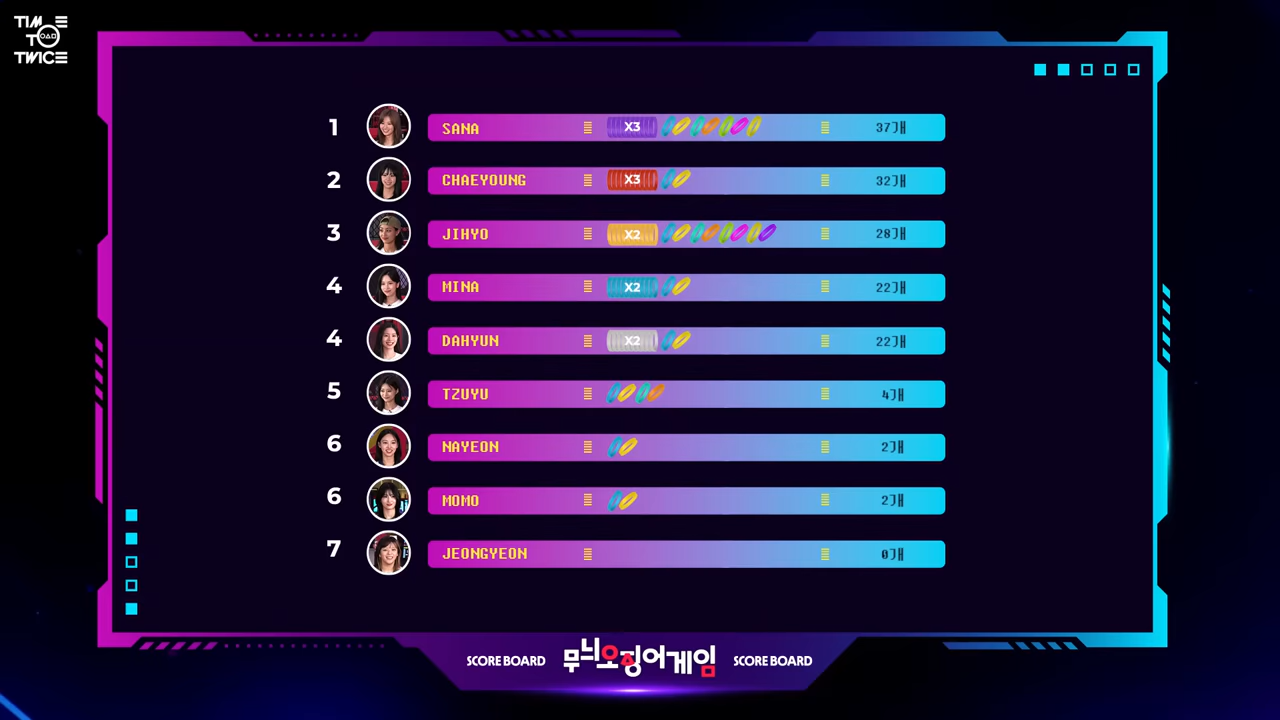 TIME
TO
TWICE
1 SANA X3 37개
2 CHAEYOUNG X3 32개
3 JIHYO X2 28개
4 MINA X2 22개
4 DAHYUN X2 22개
5 TZUYU 4개
6 NAYEON 2개
6 MOMO 2개
7 JEONGYEON 0개
SCORE BOARD 무늬오핑어게임 SCORE BOARD